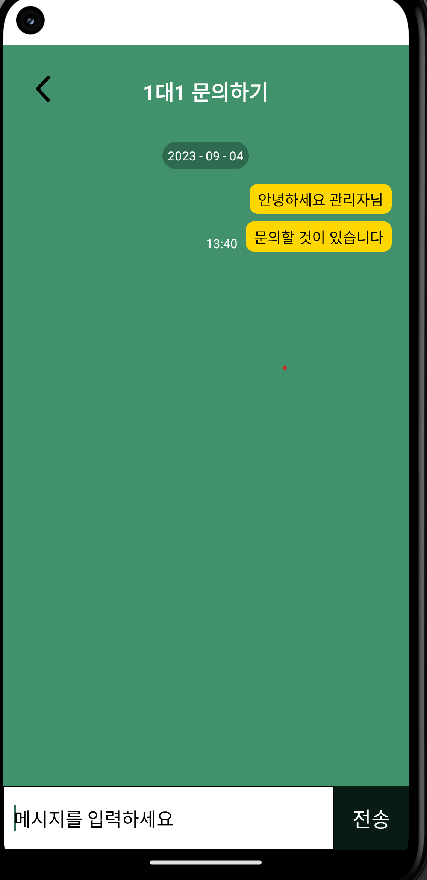 1대1 문의하기
2023 - 09 - 04
안녕하세요 관리자님
13:40 문의할 것이 있습니다
메시지를 입력하세요 전송